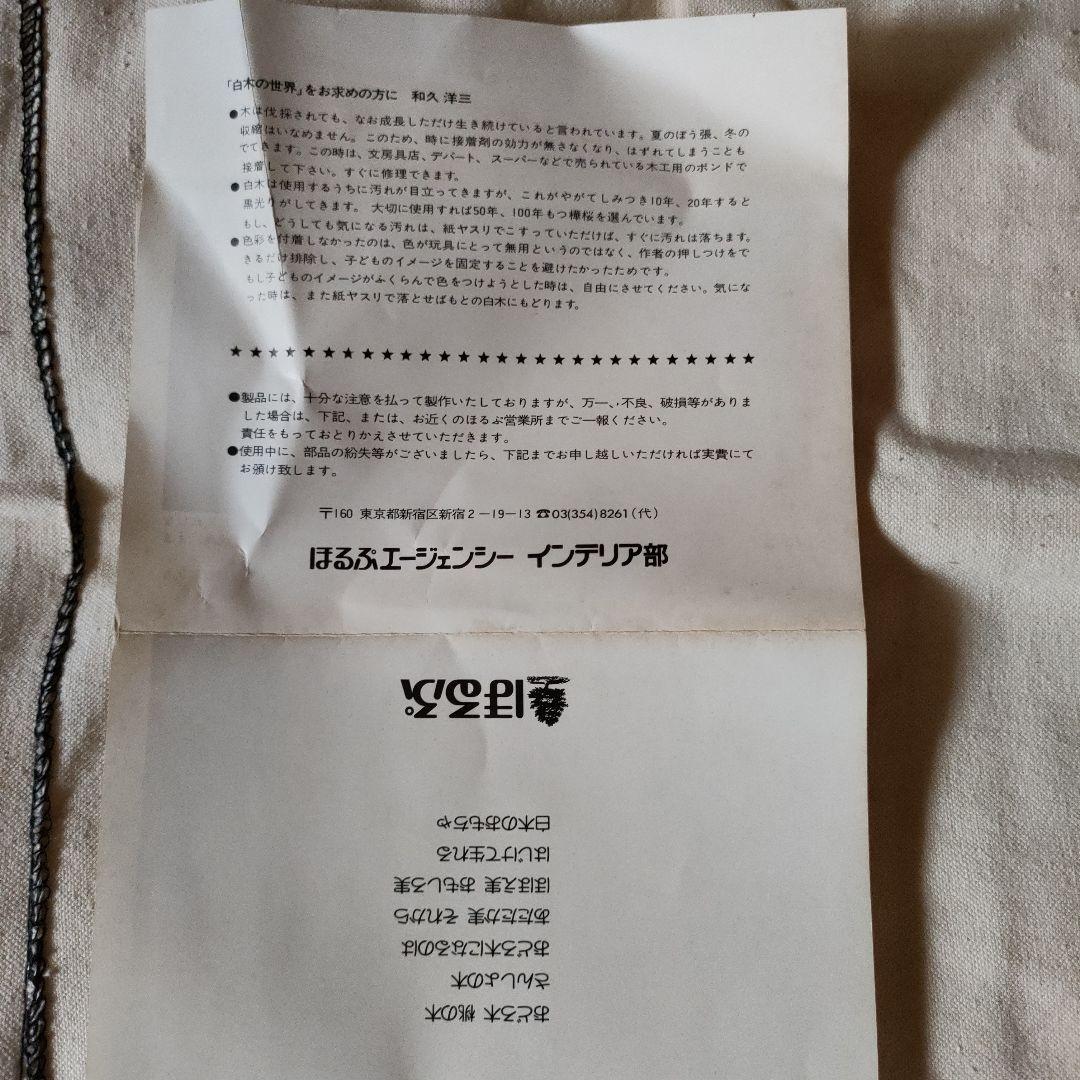 「白木の世界」をお求めの方に　和久 洋三
●木は伐採されても、なお成長しただけ生き続けていると言われています。夏のぼう張、冬の
収縮はいなめません。このため、時に接着剤の効力が無さなくなり、はずれてしまうことも
でてきます。この時は、文房具店、デパート、スーパーなどで売られている木工用のボンドで
接着して下さい。すぐに修理できます。
●白木は使用するうちに汚れが目立ってきますが、これがやがてしみつき10年、20年すると
黒光りがしてきます。大切に使用すれば50年、100年もつ樺桜を選んでいます。
もし、どうしても気になる汚れは、紙ヤスリでこすっていただけば、すぐに汚れは落ちます。
●色彩を付着しなかったのは、色が玩具にとって無用というのではなく、作者の押しつけをで
きるだけ排除し、子どものイメージを固定することを避けたかったためです。
もし子どものイメージがふくらんで色をつけようとした時は、自由にさせてください。気にな
った時は、また紙ヤスリで落とせばもとの白木にもどります。
★★★★★★★★★★★★★★★★★★★★★★★★★★★★★
●製品には、十分な注意を払って製作いたしておりますが、万一、不良、破損等がありま
した場合は、下記、または、お近くのほるぷ営業所までご一報ください。
責任をもっておとりかえさせていただきます。
●使用中に、部品の紛失等がございましたら、下記までお申し越しいただければ実費にて
お頒け致します。
〒160 東京都新宿区新宿2－19－13 ☎03(354)8261（代）
ほるぷエージェンシー インテリア部
おどろ木 桃の木
さんしょの木
おどろ木になるのは
あたたか実 それから
ほほえ実 おもしろ実
はじけて生れる
日本のおもちゃ
ほるぷ